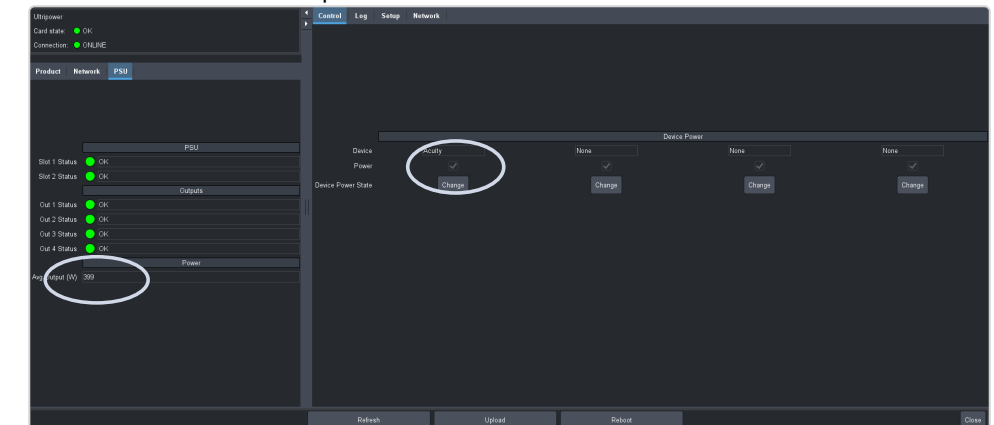 Ultripower
Card state: OK
Connection: ONLINE
Product Network PSU
PSU
Slot 1 Status OK
Slot 2 Status OK
Outputs
Out 1 Status OK
Out 2 Status OK
Out 3 Status OK
Out 4 Status OK
Power
Avg Output (W) 399
Control Log Setup Network
Device Power
Device Acuity None None None
Power
Device Power State Change Change Change Change
Refresh Upload Reboot Close